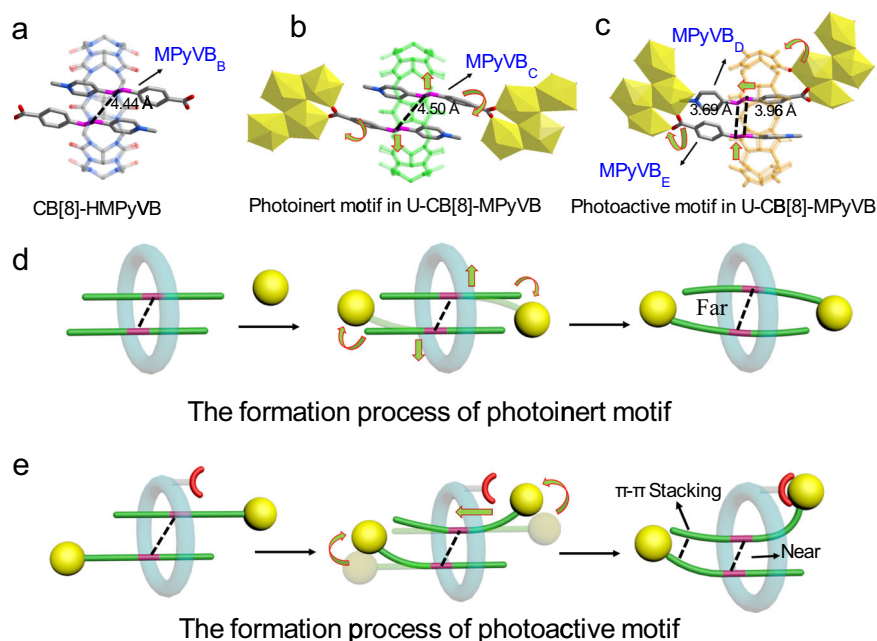 a
MPyVB_B
4.44 Å
CB[8]-HMPyVB
b
MPyVB_C
4.50 Å
Photoinert motif in U-CB[8]-MPyVB
c
MPyVB_D
3.69 Å
3.96 Å
MPyVB_E
Photoactive motif in U-CB[8]-MPyVB
d
Far
The formation process of photoinert motif
e
π-π Stacking
Near
The formation process of photoactive motif